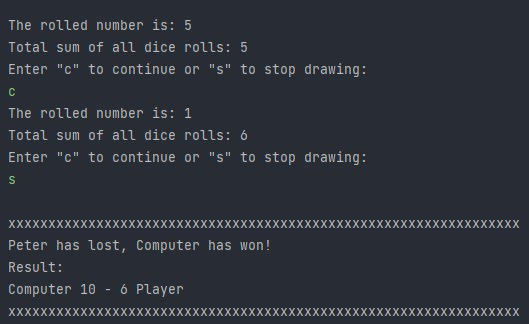 The rolled number is: 5
Total sum of all dice rolls: 5
Enter "c" to continue or "s" to stop drawing:
c
The rolled number is: 1
Total sum of all dice rolls: 6
Enter "c" to continue or "s" to stop drawing:
s
xxxxxxxxxxxxxxxxxxxxxxxxxxxxxxxxxxxxxxxxxxxxxxxxxxxxxxxxxxxxxxxx
Peter has lost, Computer has won!
Result:
Computer 10 - 6 Player
xxxxxxxxxxxxxxxxxxxxxxxxxxxxxxxxxxxxxxxxxxxxxxxxxxxxxxxxxxxxxxxx